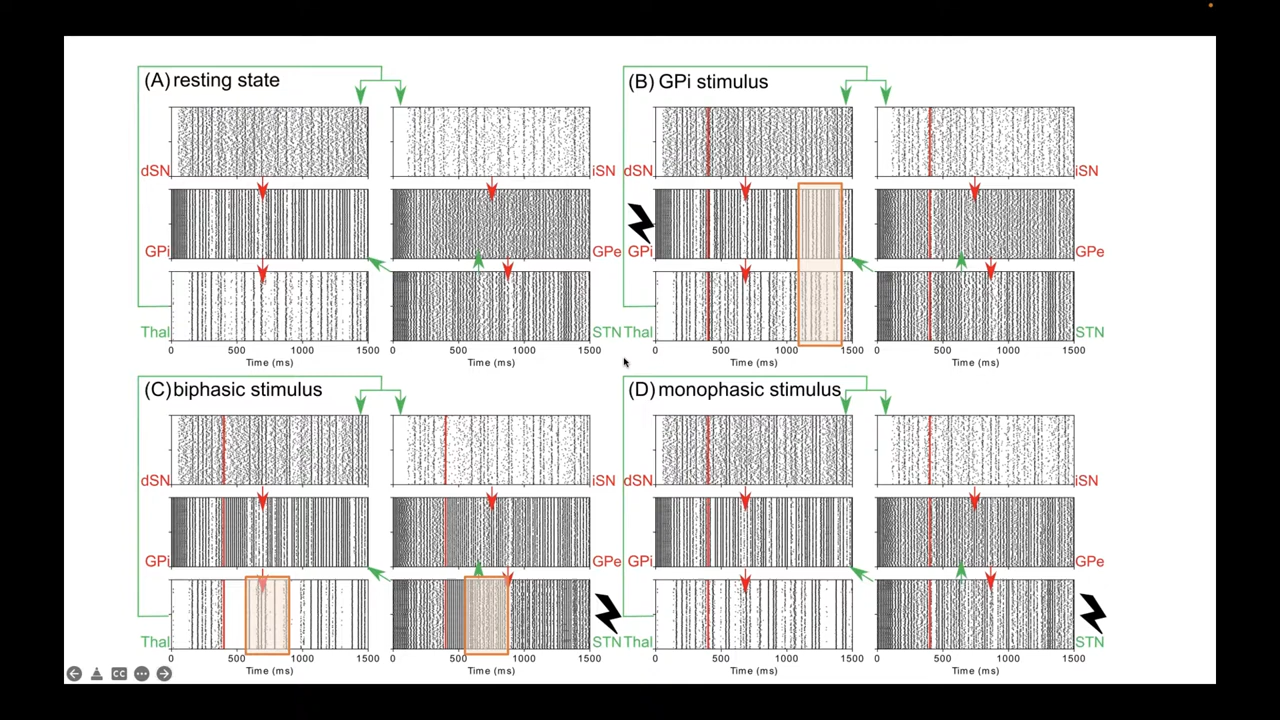 (A) resting state
(B) GPi stimulus
dSN
iSN
dSN
iSN
GPi
GPe
GPi
GPe
Thal
STN
Thal
STN
0 500 1000 1500
500 1000 1500
0 500 1000 1500
0 500 1000 1500
Time (ms)
Time (ms)
Time (ms)
Time (ms)
(C) biphasic stimulus
(D) monophasic stimulus
dSN
iSN
dSN
iSN
GPi
GPe
GPi
GPe
Thal
STN
Thal
STN
0 500 1000 1500
500 1000 1500
0 500 1000 1500
0 500 1000 1500
Time (ms)
Time (ms)
Time (ms)
Time (ms)
CC